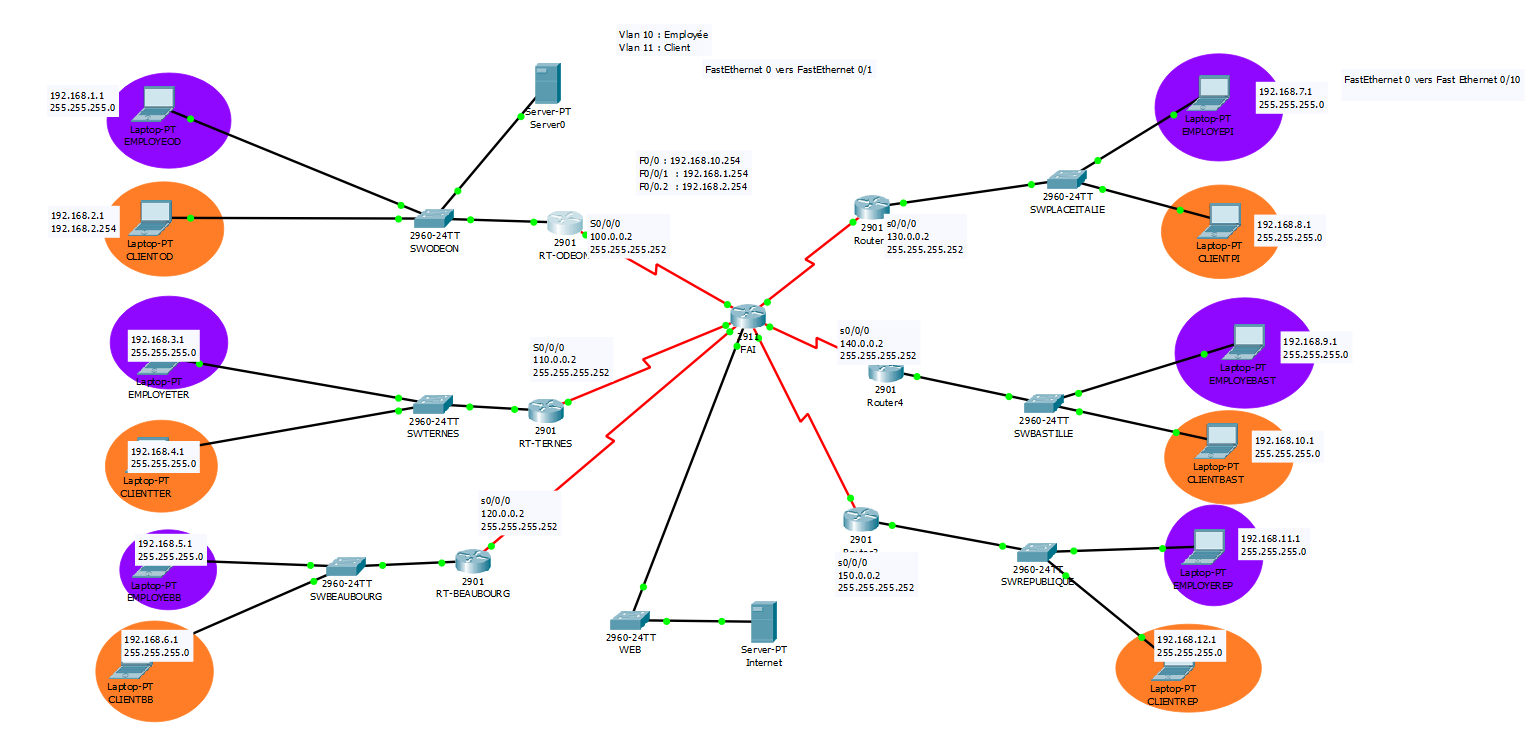 Vlan 10 : Employée
Vlan 11 : Client
FastEthernet 0 vers FastEthernet 0/1
FastEthernet 0 vers Fast Ethernet 0/10
192.168.1.1
255.255.255.0
Laptop-PT
EMPLOYEOD
Server-PT
Server0
192.168.2.1
192.168.2.254
Laptop-PT
CLIENTOD
2960-24TT
SWODEON
F0/0 : 192.168.10.254
F0/0/1 : 192.168.1.254
F0/0.2 : 192.168.2.254
2901
RT-ODEON
S0/0/0
100.0.0.2
255.255.255.252
192.168.7.1
255.255.255.0
Laptop-PT
EMPLOYEPI
2960-24TT
SWPLACEITALIE
2901
Router
s0/0/0
130.0.0.2
255.255.255.252
192.168.8.1
255.255.255.0
Laptop-PT
CLIENTPI
2911
FAI
192.168.3.1
255.255.255.0
Laptop-PT
EMPLOYETER
S0/0/0
110.0.0.2
255.255.255.252
2960-24TT
SWTERNES
2901
RT-TERNES
192.168.4.1
255.255.255.0
Laptop-PT
CLIENTTER
s0/0/0
140.0.0.2
255.255.255.252
2901
Router4
192.168.9.1
255.255.255.0
Laptop-PT
EMPLOYEBAST
2960-24TT
SWBASTILLE
192.168.10.1
255.255.255.0
Laptop-PT
CLIENTBAST
s0/0/0
120.0.0.2
255.255.255.252
192.168.5.1
255.255.255.0
Laptop-PT
EMPLOYEBB
2960-24TT
SWBEAUBOURG
2901
RT-BEAUBOURG
192.168.6.1
255.255.255.0
Laptop-PT
CLIENTBB
2960-24TT
WEB
Server-PT
Internet
2901
s0/0/0
150.0.0.2
255.255.255.252
2960-24TT
SWREPUBLIQUE
192.168.11.1
255.255.255.0
Laptop-PT
EMPLOYEREP
192.168.12.1
255.255.255.0
Laptop-PT
CLIENTREP